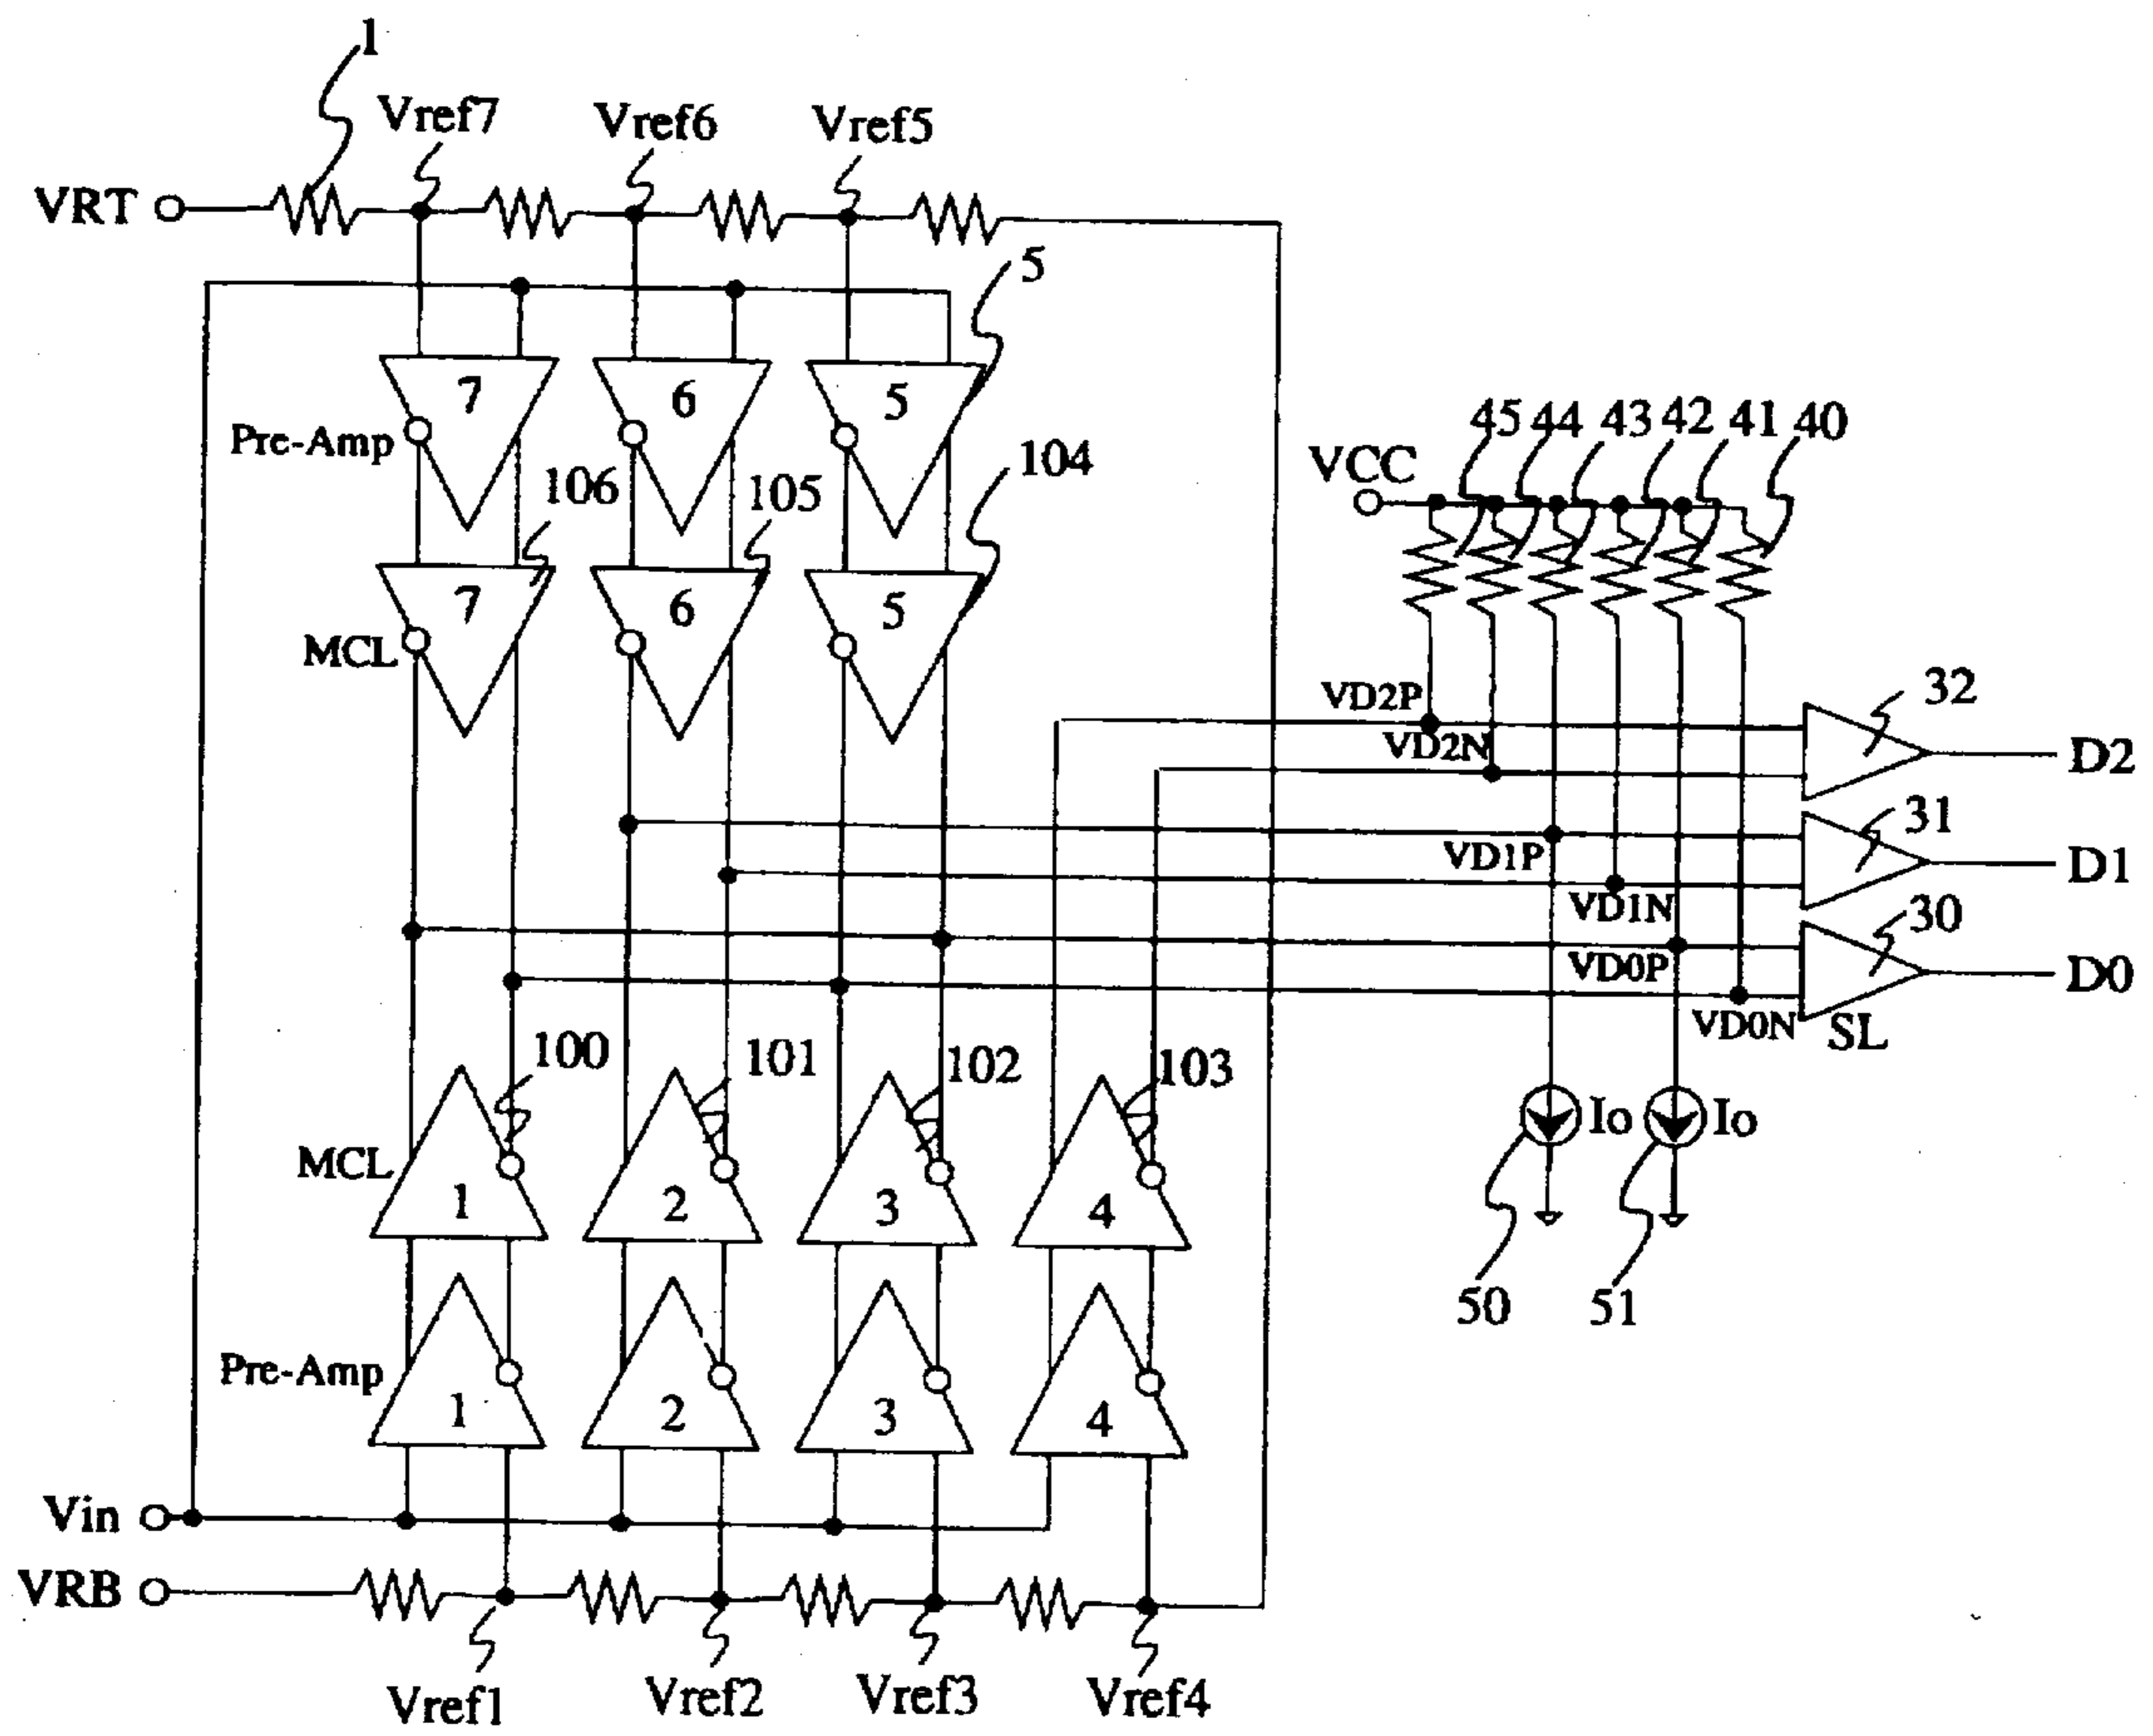 1
Vref7 Vref6 Vref5
VRT
5
7 6 5
Pre-Amp
106 105 104
7 6 5
MCL
45 44 43 42 41 40
VCC
VD2P
32
VD2N
D2
31
VD1P
D1
VD1N
30
VD0P
D0
VD0N SL
100 101 102 103
MCL
1 2 3 4
Io Io
50 51
Pre-Amp
1 2 3 4
Vin
VRB
Vref1 Vref2 Vref3 Vref4